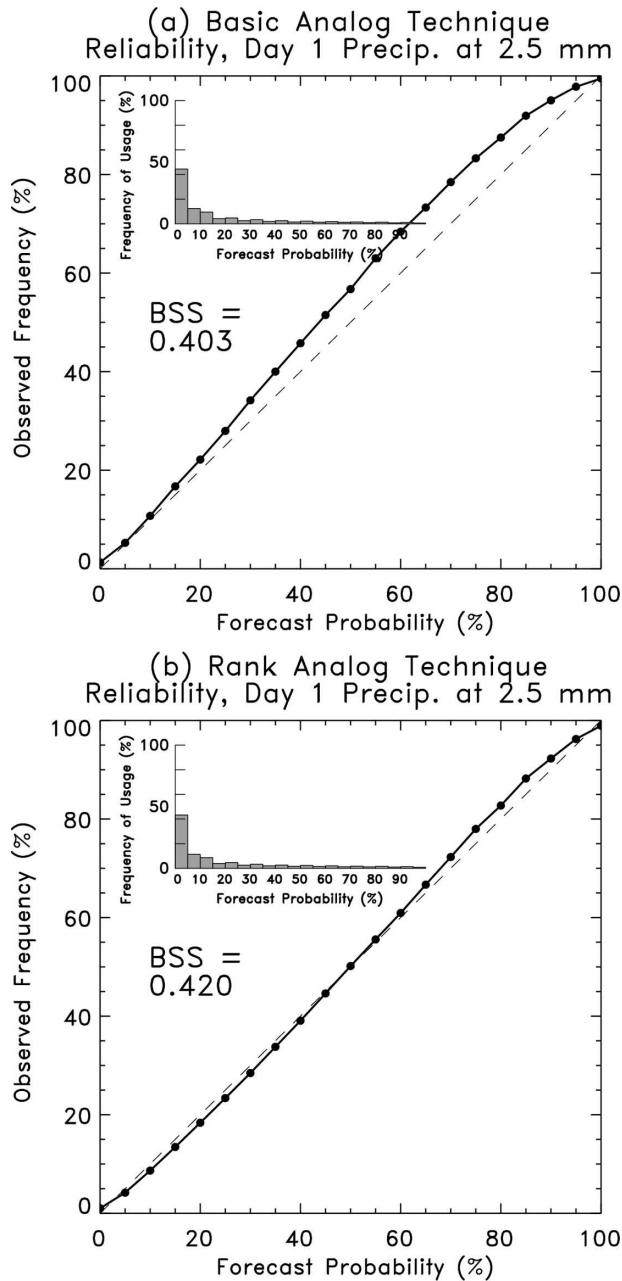 (a) Basic Analog Technique
Reliability, Day 1 Precip. at 2.5 mm
100
80
60
40
20
0
Observed Frequency (%)
100
50
0
Frequency of Usage (%)
0 10 20 30 40 50 60 70 80 90
Forecast Probability (%)
BSS =
0.403
0 20 40 60 80 100
Forecast Probability (%)
(b) Rank Analog Technique
Reliability, Day 1 Precip. at 2.5 mm
100
80
60
40
20
0
Observed Frequency (%)
100
50
0
Frequency of Usage (%)
0 10 20 30 40 50 60 70 80 90
Forecast Probability (%)
BSS =
0.420
0 20 40 60 80 100
Forecast Probability (%)